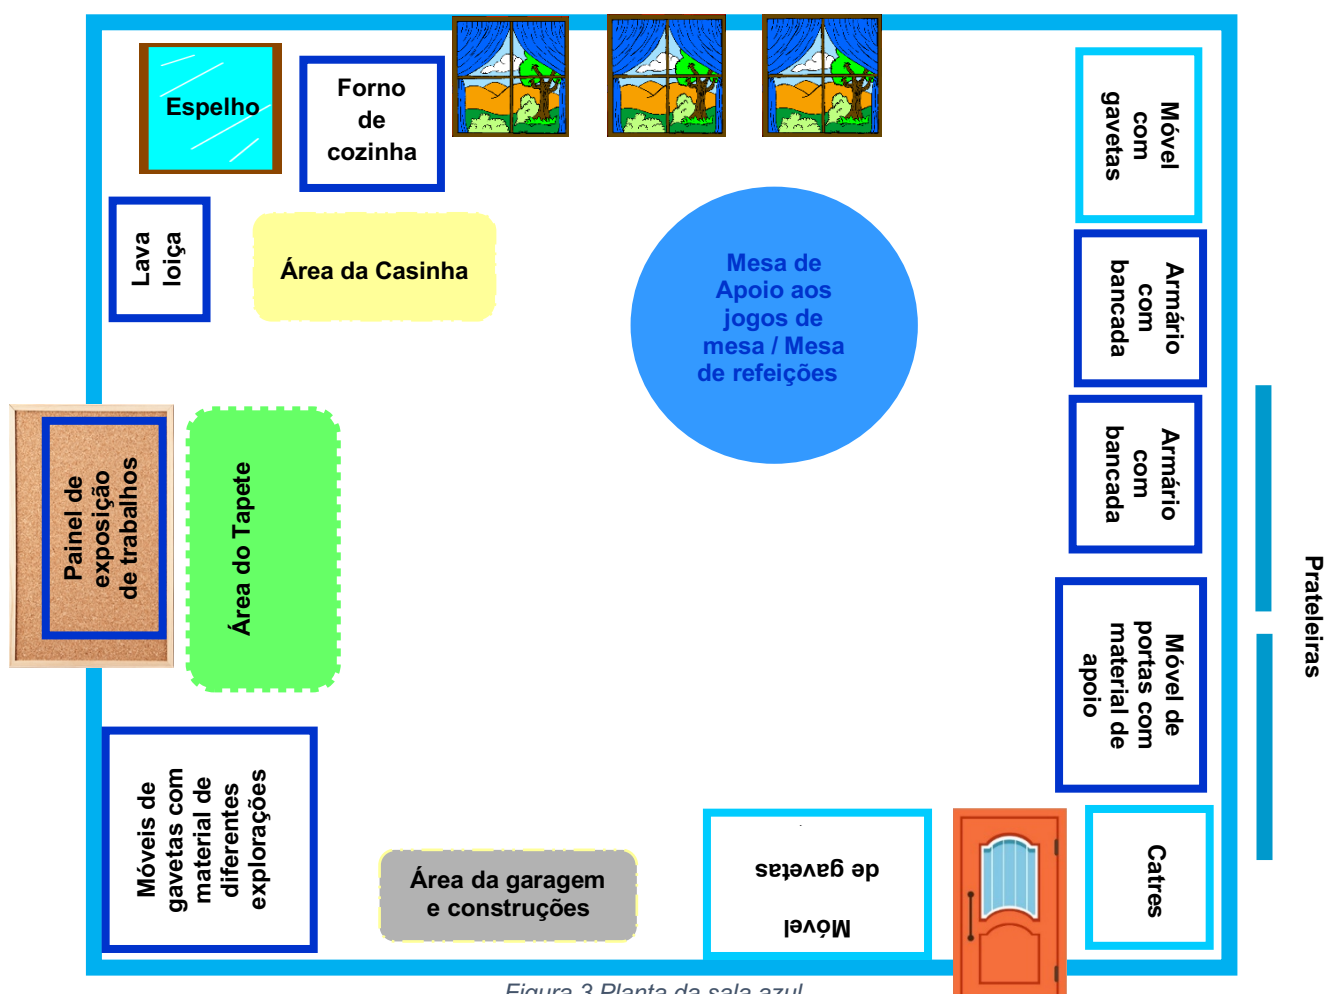 Espelho
Forno
de
cozinha
Móvel
com
gavetas
Lava
loiça
Área da Casinha
Mesa de
Apoio aos
jogos de
mesa / Mesa
de refeições
Armário
com
bancada
Armário
com
bancada
Painel de
exposição
de trabalhos
Área do Tapete
Prateleiras
Móvel de
portas com
material de
apoio
Móveis de
gavetas com
material de
diferentes
explorações
Área da garagem
e construções
Móvel
de gavetas
Catres
Figura 3 Planta da sala azul